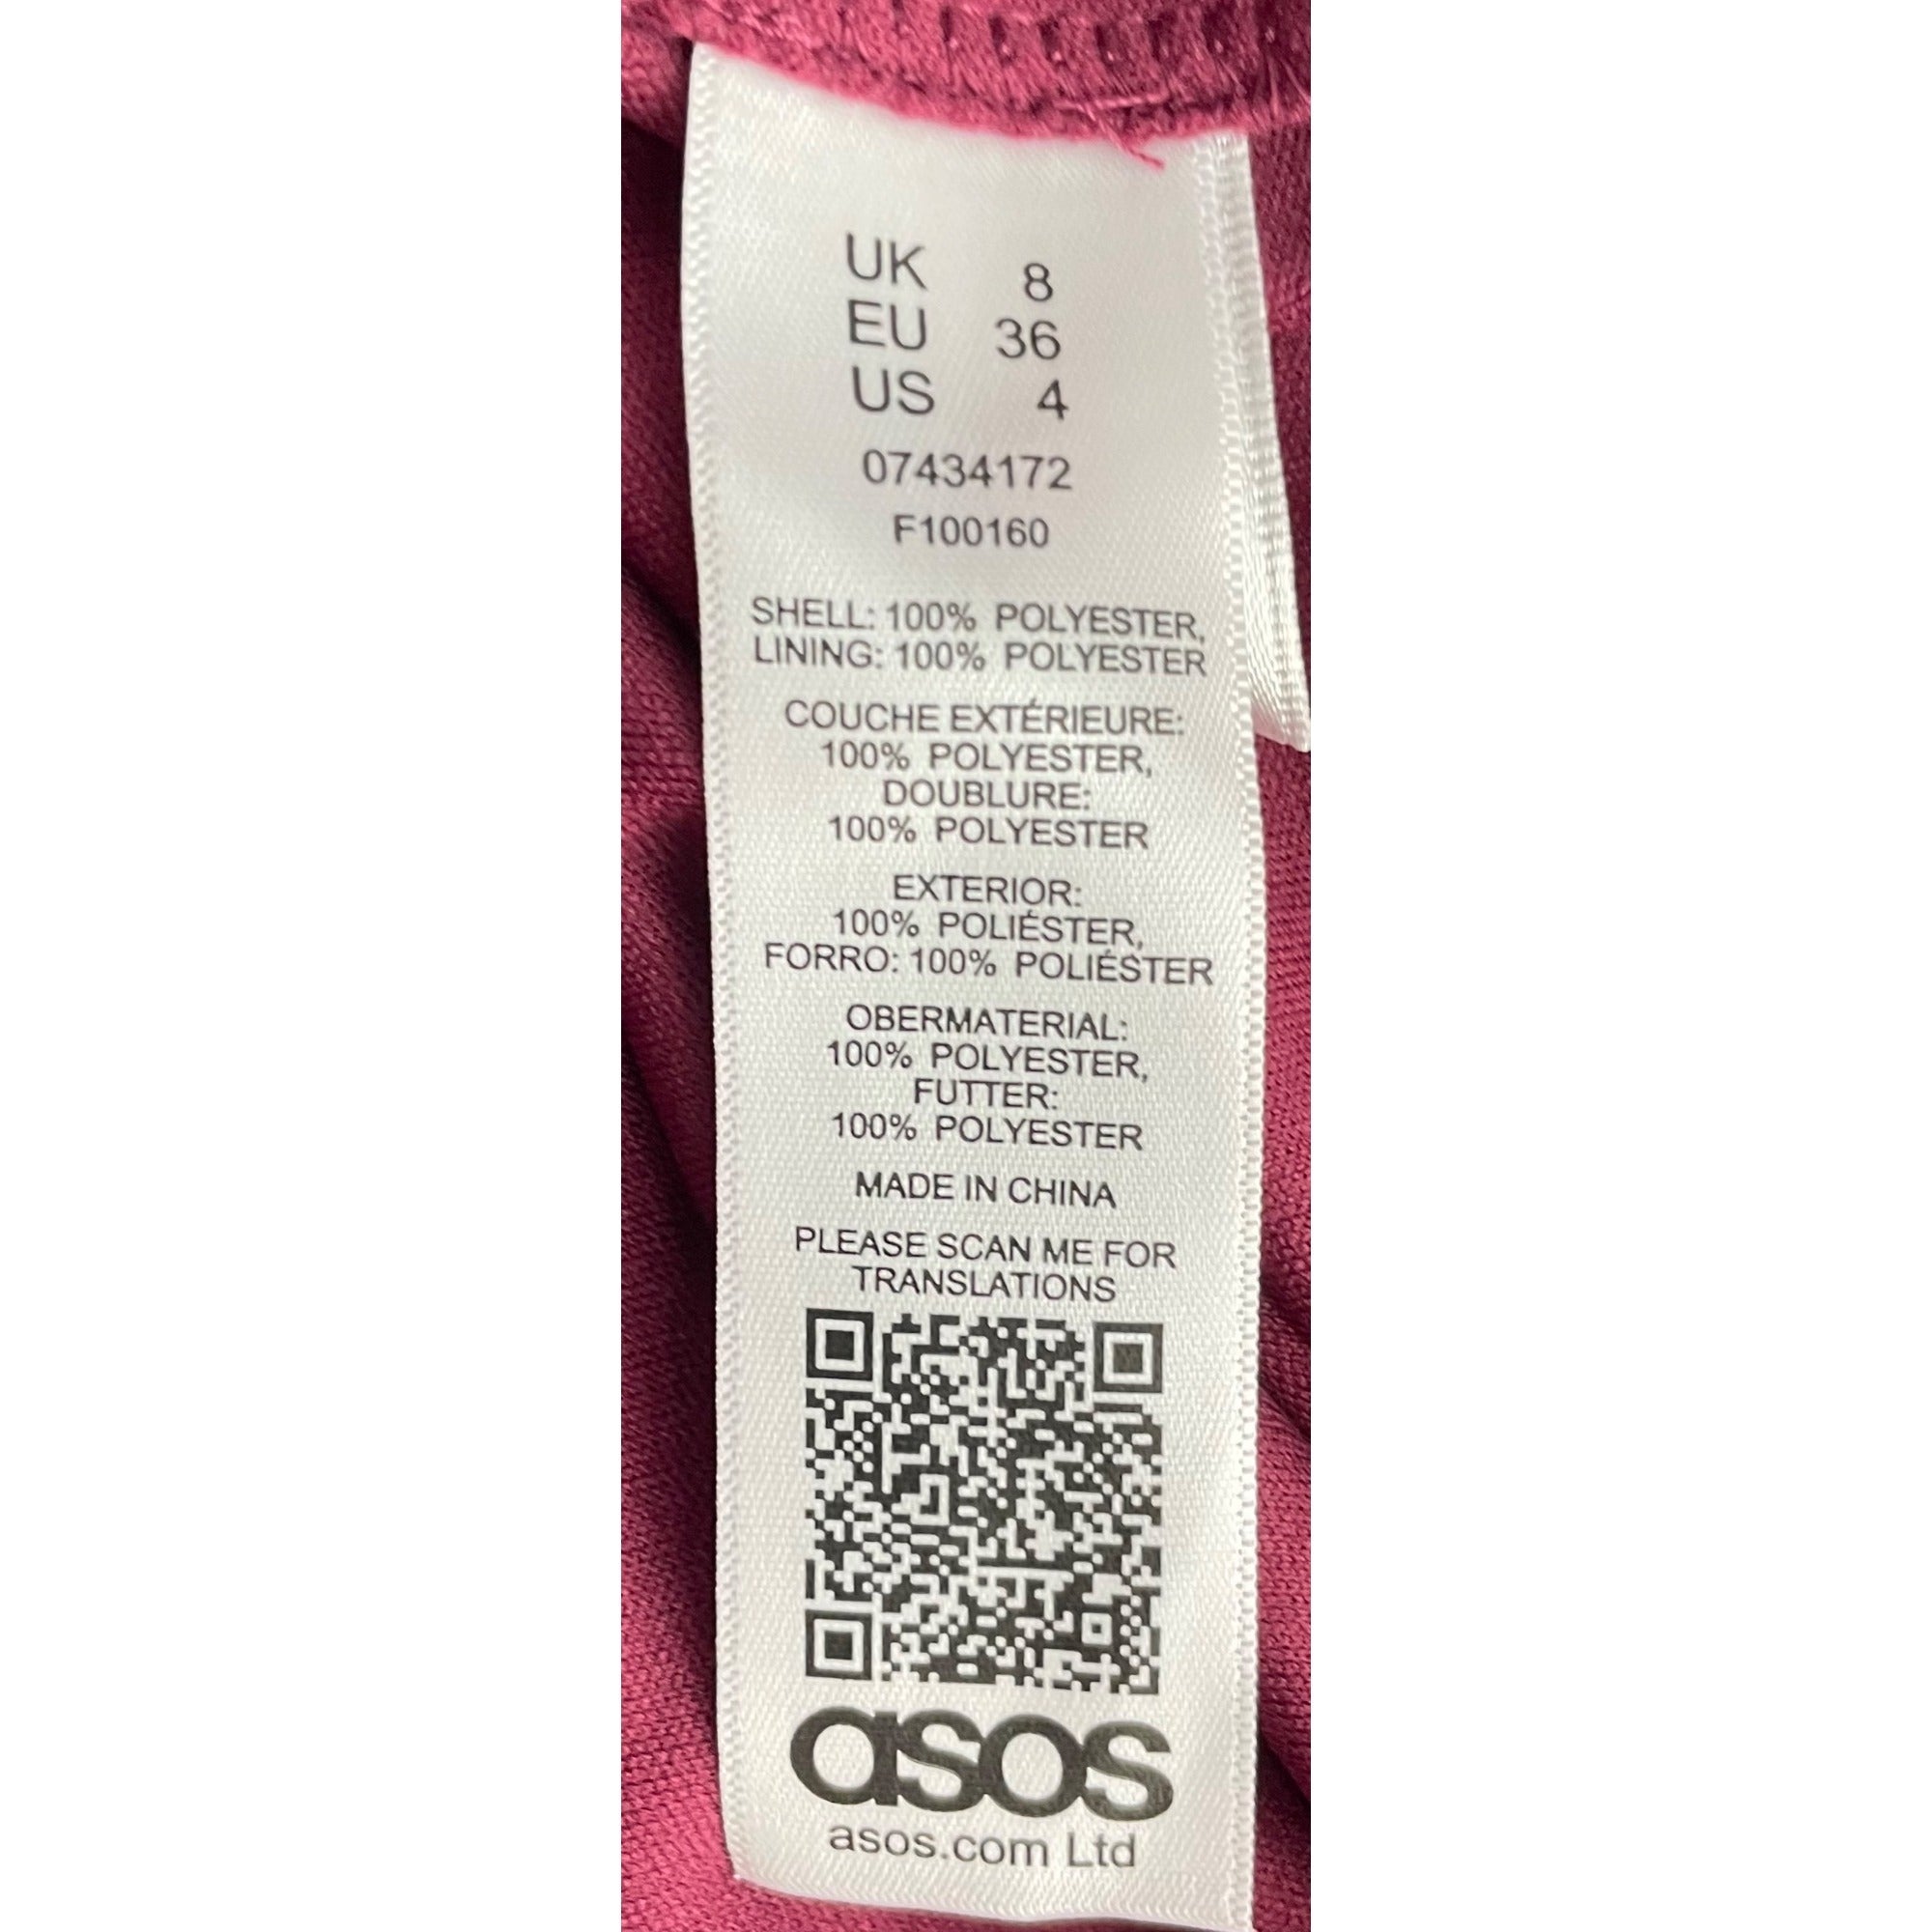 UK 8
EU 36
US 4
07434172
F100160
SHELL: 100% POLYESTER,
LINING: 100% POLYESTER
COUCHE EXTÉRIEURE:
100% POLYESTER,
DOUBLURE:
100% POLYESTER
EXTERIOR:
100% POLIÉSTER,
FORRO: 100% POLIÉSTER
OBERMATERIAL:
100% POLYESTER,
FUTTER:
100% POLYESTER
MADE IN CHINA
PLEASE SCAN ME FOR
TRANSLATIONS
asos
asos.com Ltd